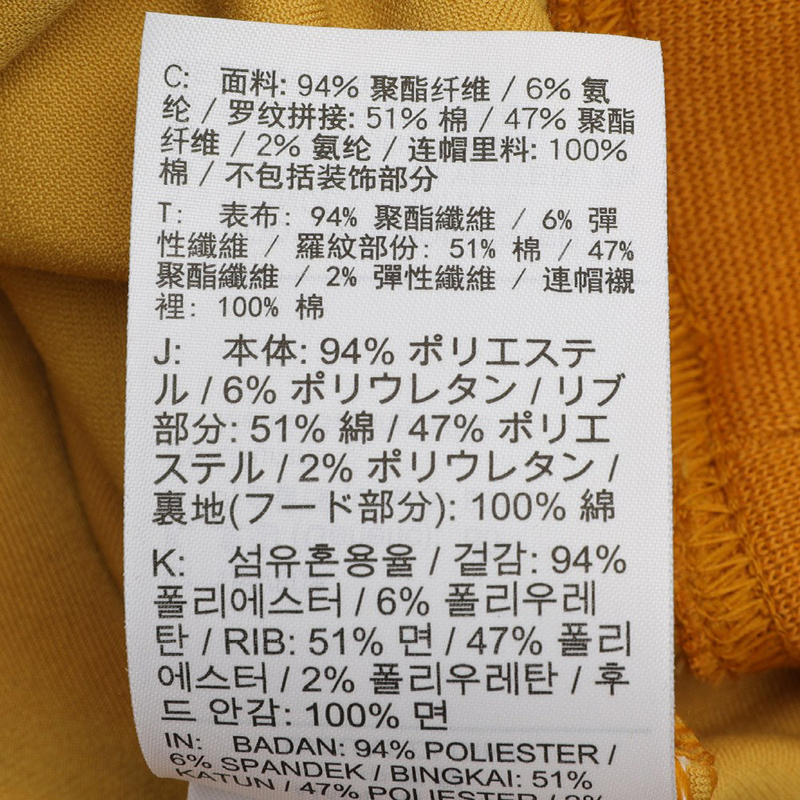 C: 面料: 94% 聚酯纤维 / 6% 氨
纶 / 罗纹拼接: 51% 棉 / 47% 聚酯
纤维 / 2% 氨纶 / 连帽里料: 100%
棉 / 不包括装饰部分
T: 表布: 94% 聚酯纖維 / 6% 彈
性纖維 / 羅紋部份: 51% 棉 / 47%
聚酯纖維 / 2% 彈性纖維 / 連帽襯
裡: 100% 棉
J: 本体: 94% ポリエステ
ル / 6% ポリウレタン / リブ
部分: 51% 綿 / 47% ポリエ
ステル / 2% ポリウレタン /
裏地(フード部分): 100% 綿
K: 섬유혼용율 / 겉감: 94%
폴리에스터 / 6% 폴리우레
탄 / RIB: 51% 면 / 47% 폴리
에스터 / 2% 폴리우레탄 / 후
드 안감: 100% 면
IN: BADAN: 94% POLIESTER /
6% SPANDEK / BINGKAI: 51%
KATUN / 47% POLIESTER / 2%